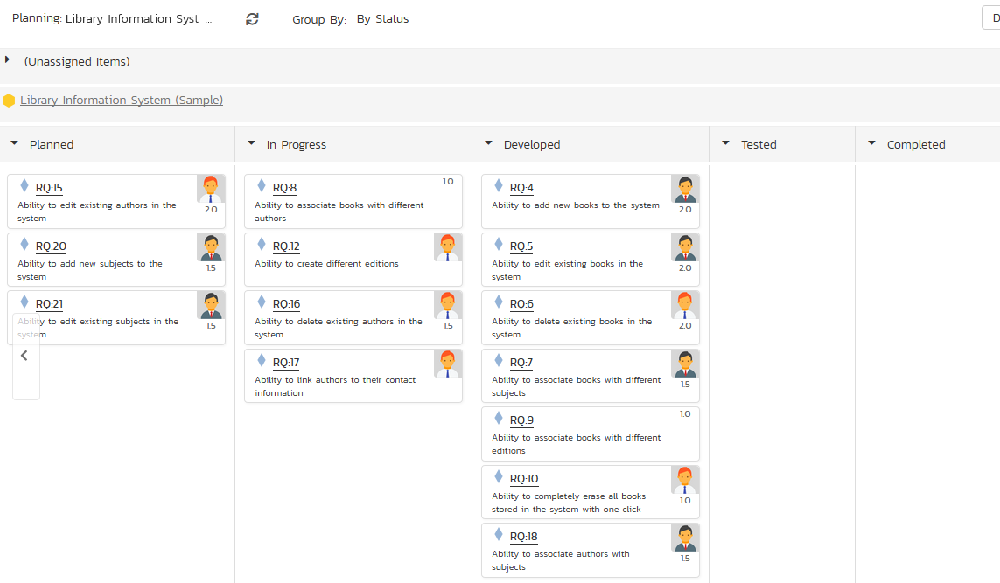 Planning: Library Information Syst ...
Group By: By Status
D
(Unassigned Items)
Library Information System (Sample)
Planned
In Progress
Developed
Tested
Completed
RQ:15
2.0
Ability to edit existing authors in the
system
RQ:20
1.5
Ability to add new subjects to the
system
RQ:21
1.5
Ability to edit existing subjects in the
system
RQ:8
1.0
Ability to associate books with different
authors
RQ:12
Ability to create different editions
RQ:16
1.5
Ability to delete existing authors in the
system
RQ:17
Ability to link authors to their contact
information
RQ:4
2.0
Ability to add new books to the system
RQ:5
2.0
Ability to edit existing books in the
system
RQ:6
2.0
Ability to delete existing books in the
system
RQ:7
1.5
Ability to associate books with different
subjects
RQ:9
1.0
Ability to associate books with different
editions
RQ:10
1.0
Ability to completely erase all books
stored in the system with one click
RQ:18
1.5
Ability to associate authors with
subjects